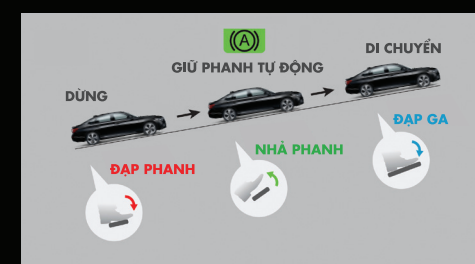 (A)
GIỮ PHANH TỰ ĐỘNG
DI CHUYỂN
DỪNG
ĐẠP PHANH
NHẢ PHANH
ĐẠP GA